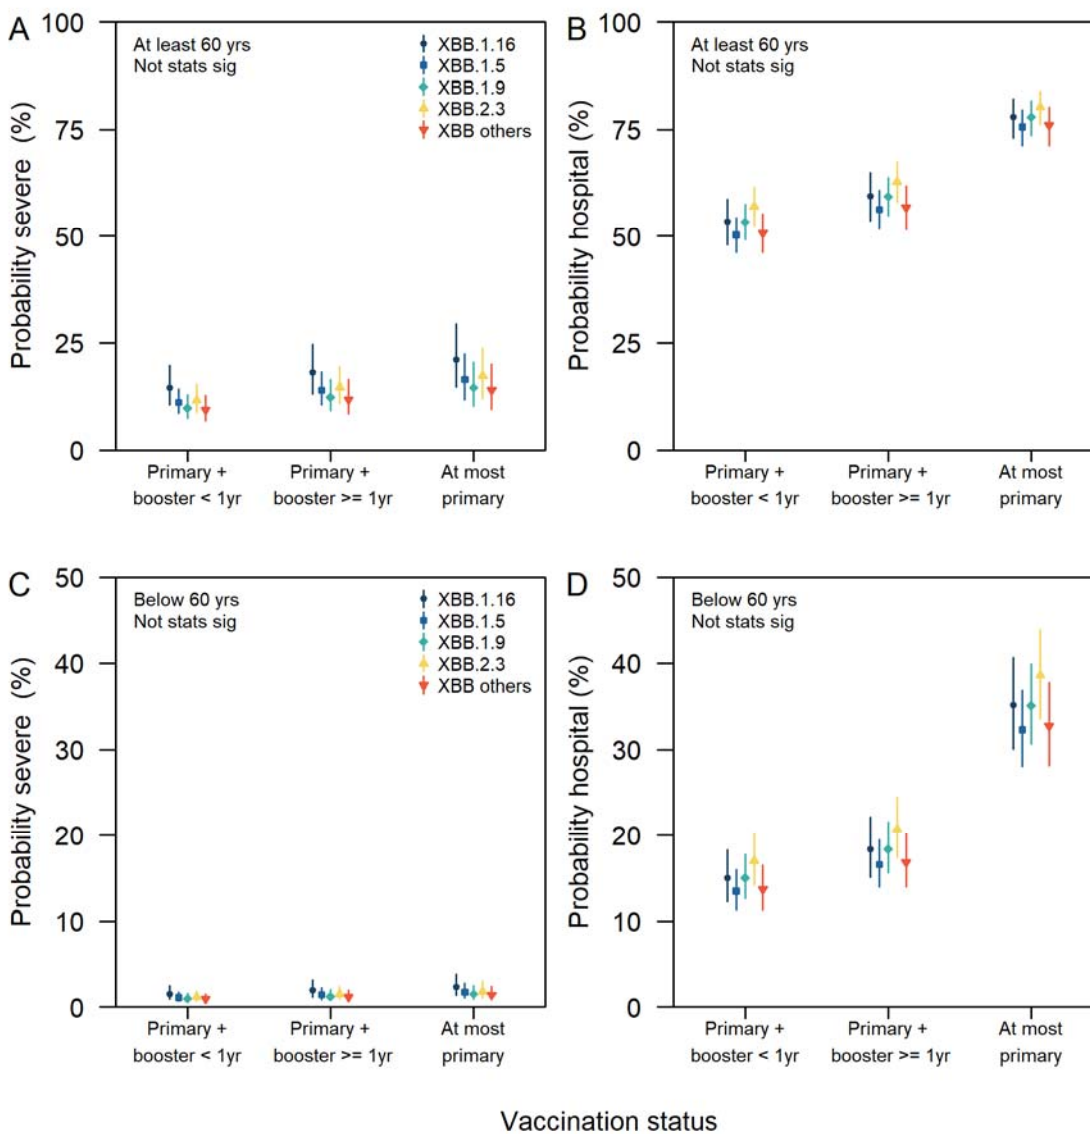 A
At least 60 yrs
Not stats sig
XBB.1.16
XBB.1.5
XBB.1.9
XBB.2.3
XBB others
Probability severe (%)
100
75
50
25
0
Primary +
booster < 1yr
Primary +
booster >= 1yr
At most
primary
B
At least 60 yrs
Not stats sig
Probability hospital (%)
100
75
50
25
0
Primary +
booster < 1yr
Primary +
booster >= 1yr
At most
primary
C
Below 60 yrs
Not stats sig
XBB.1.16
XBB.1.5
XBB.1.9
XBB.2.3
XBB others
Probability severe (%)
50
40
30
20
10
0
Primary +
booster < 1yr
Primary +
booster >= 1yr
At most
primary
D
Below 60 yrs
Not stats sig
Probability hospital (%)
50
40
30
20
10
0
Primary +
booster < 1yr
Primary +
booster >= 1yr
At most
primary
Vaccination status